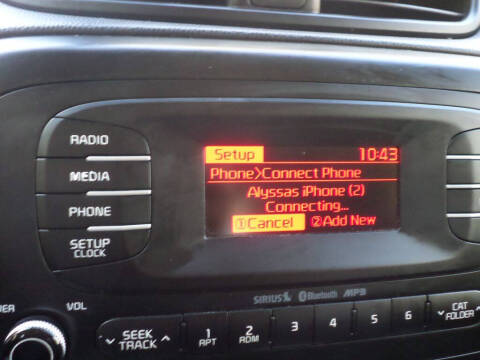 RADIO
MEDIA
PHONE
SETUP
CLOCK
Setup 10:43
Phone>Connect Phone
Alyssas iPhone (2)
Connecting...
①Cancel ②Add New
SIRIUS Bluetooth MP3
VOL
SEEK
TRACK
1
RPT
2
RDM
3
4
5
6
CAT
FOLDER